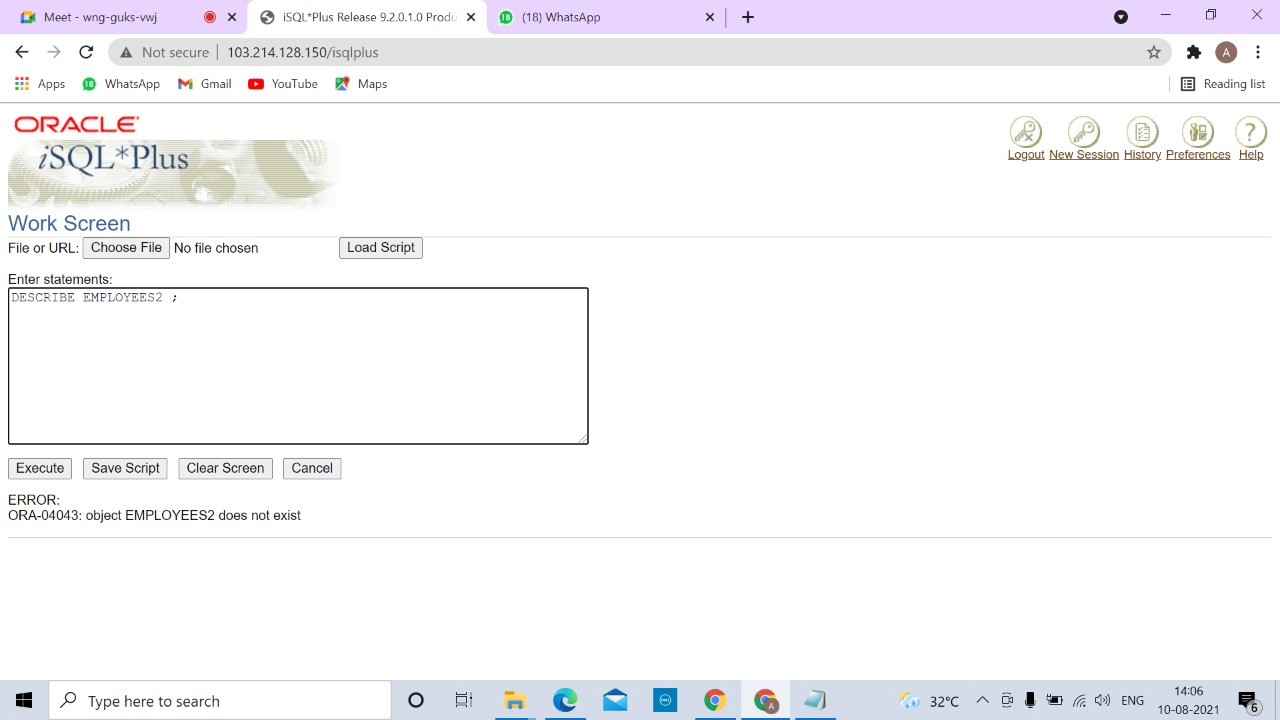 Meet - wng-guks-vwj
iSQL*Plus Release 9.2.0.1.0 Produ
18
(18) WhatsApp
Not secure
103.214.128.150/isqlplus
A
Apps
18
WhatsApp
Gmail
YouTube
Maps
Reading list
ORACLE
iSQL*Plus
Logout
New Session
History
Preferences
Help
Work Screen
File or URL: Choose File No file chosen Load Script
Enter statements:
DESCRIBE EMPLOYEES2 ;
Execute
Save Script
Clear Screen
Cancel
ERROR:
ORA-04043: object EMPLOYEES2 does not exist
Type here to search
DELL
A
32°C
ENG
14:06
10-08-2021
6